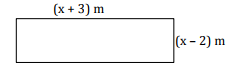 (x + 3) m
(x – 2) m